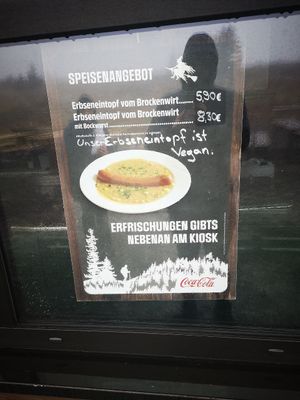 SPEISENANGEBOT
Erbseneintopf vom Brockenwirt 5,90€
Erbseneintopf vom Brockenwirt
mit Bockwurst 8,30€
Unser Erbseneintopf ist
Vegan.
ERFRISCHUNGEN GIBTS
NEBENAN AM KIOSK
Coca-Cola